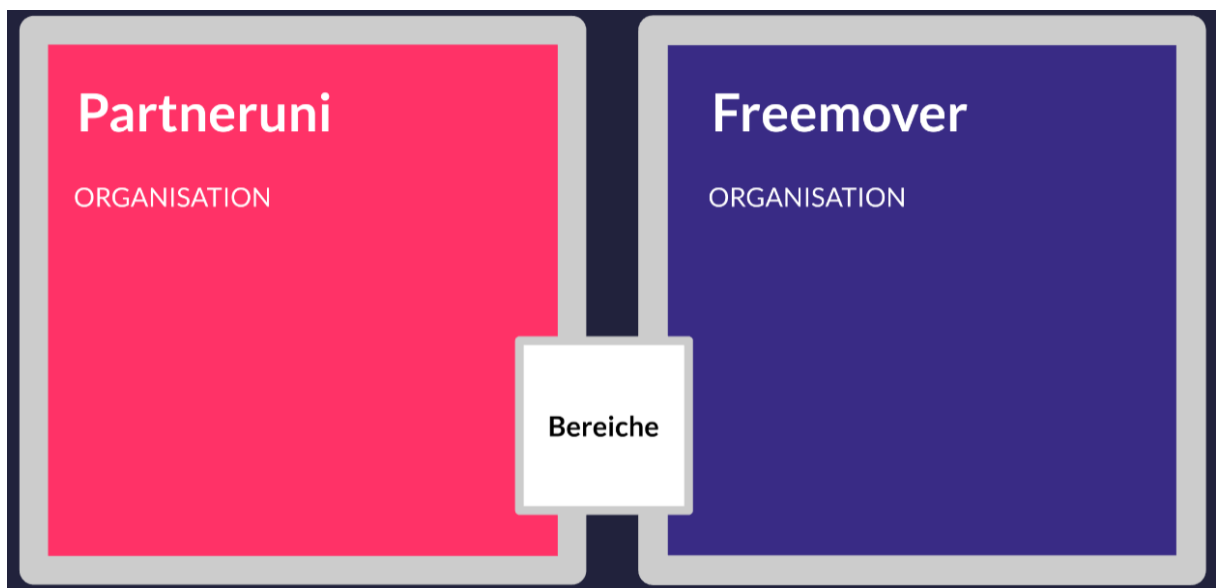 Partneruni
ORGANISATION
Freemover
ORGANISATION
Bereiche